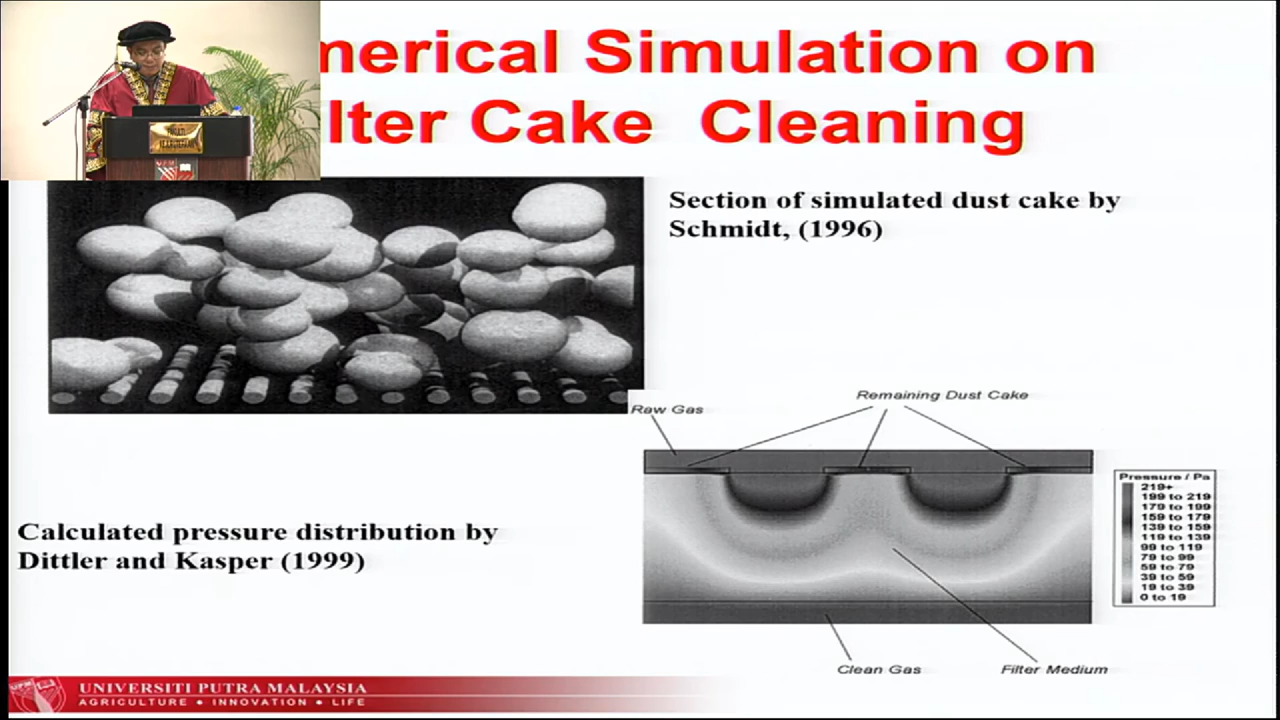 merical Simulation on
lter Cake Cleaning
Section of simulated dust cake by
Schmidt, (1996)
Remaining Dust Cake
Raw Gas
Pressure / Pa
219+
199 to 219
179 to 199
159 to 179
139 to 159
119 to 139
99 to 119
79 to 99
59 to 79
39 to 59
19 to 39
0 to 19
Calculated pressure distribution by
Dittler and Kasper (1999)
Clean Gas
Filter Medium
UNIVERSITI PUTRA MALAYSIA
AGRICULTURE • INNOVATION • LIFE